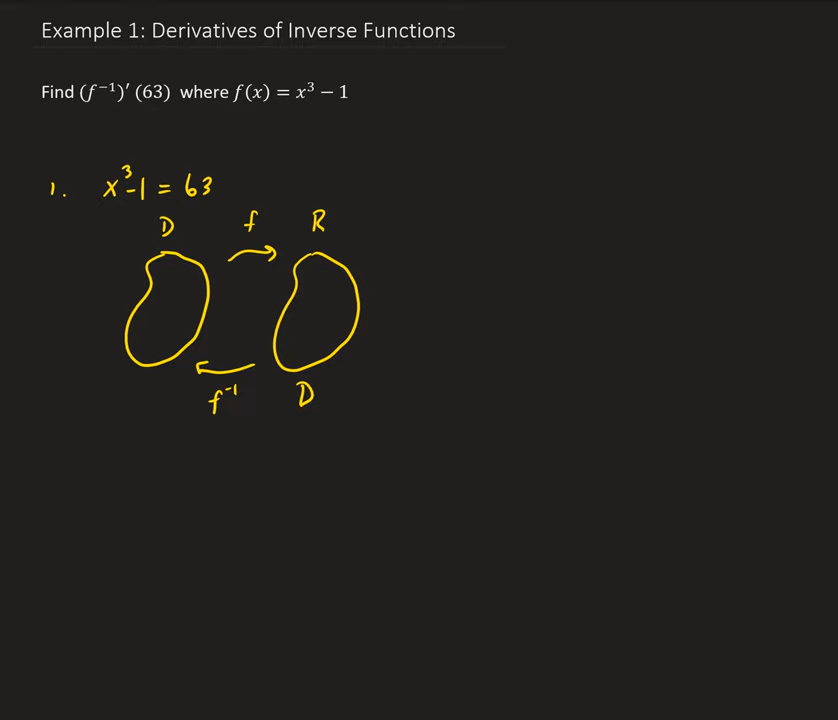 Example 1: Derivatives of Inverse Functions
Find (f⁻¹)′ (63) where f(x) = x³ − 1
1. x³-1 = 63
D f R
f⁻¹ D